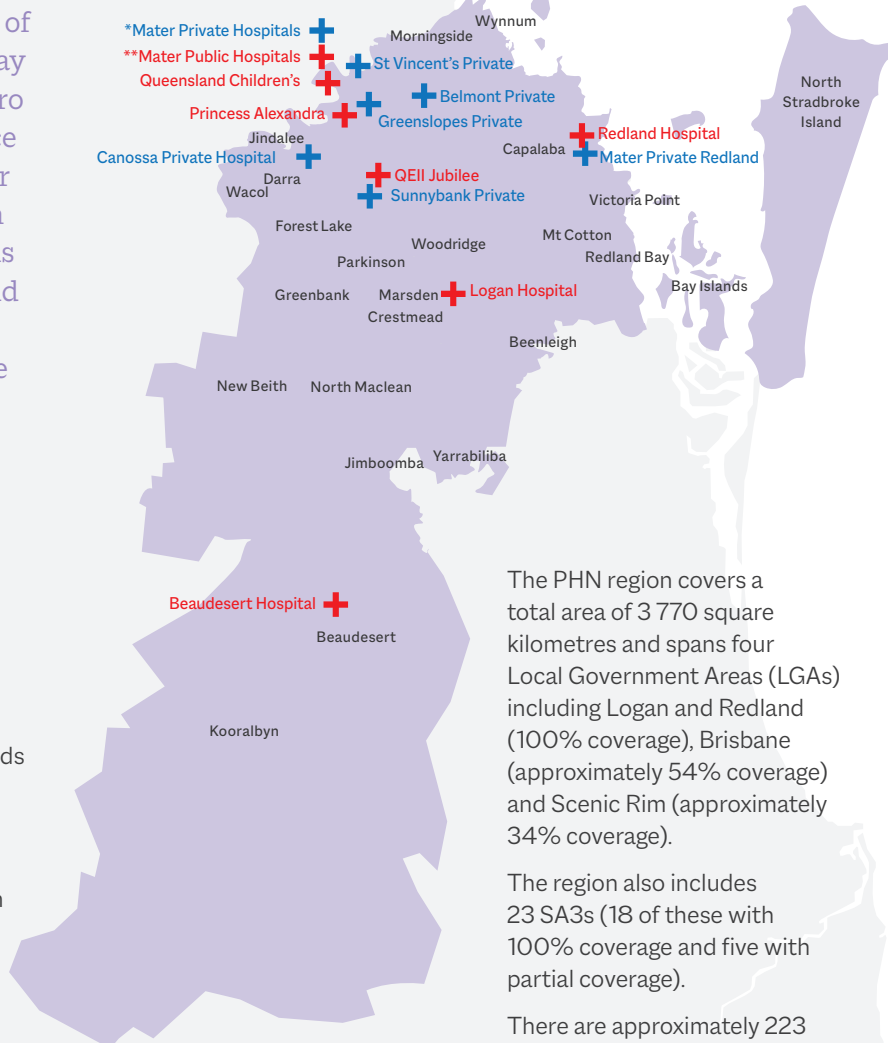 of
ay
ro
e
r
s
d
e
ds
*Mater Private Hospitals
**Mater Public Hospitals
Queensland Children's
Princess Alexandra
Wynnum
Morningside
St Vincent's Private
Belmont Private
Greenslopes Private
North
Stradbroke
Island
Jindalee
Canossa Private Hospital
Darra
Wacol
Redland Hospital
Capalaba
Mater Private Redland
QEII Jubilee
Sunnybank Private
Victoria Point
Forest Lake
Woodridge
Mt Cotton
Parkinson
Redland Bay
Greenbank
Marsden
Logan Hospital
Bay Islands
Crestmead
Beenleigh
New Beith
North Maclean
Jimboomba
Yarrabiliba
Beaudesert Hospital
Beaudesert
Kooralbyn
The PHN region covers a
total area of 3 770 square
kilometres and spans four
Local Government Areas (LGAs)
including Logan and Redland
(100% coverage), Brisbane
(approximately 54% coverage)
and Scenic Rim (approximately
34% coverage).
The region also includes
23 SA3s (18 of these with
100% coverage and five with
partial coverage).
There are approximately 223